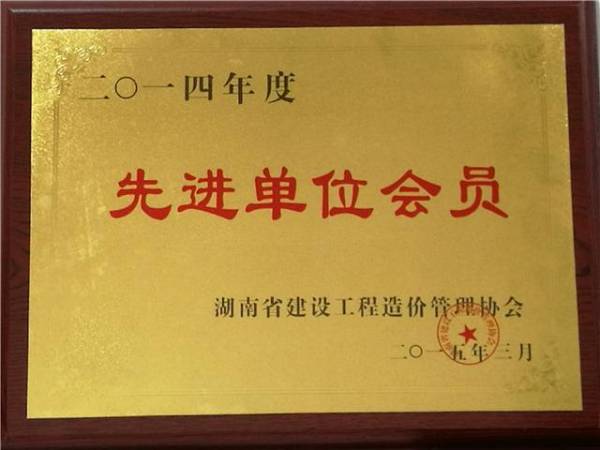 二〇一四年度
先进单位会员
湖南省建设工程造价管理协会
二〇一五年三月